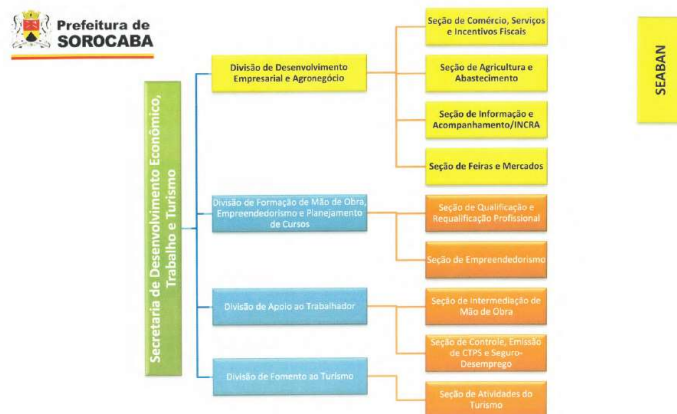 Prefeitura de
SOROCABA
Secretaria de Desenvolvimento Econômico,
Trabalho e Turismo
Divisão de Desenvolvimento
Empresarial e Agronegócio
Seção de Comércio, Serviços
e Incentivos Fiscais
Seção de Agricultura e
Abastecimento
Seção de Informação e
Acompanhamento/INCRA
Seção de Feiras e Mercados
Divisão de Formação de Mão de Obra,
Empreendedorismo e Planejamento
de Cursos
Seção de Qualificação e
Requalificação Profissional
Seção de Empreendedorismo
Divisão de Apoio ao Trabalhador
Seção de Intermediação de
Mão de Obra
Seção de Controle, Emissão
de CTPS e Seguro-
Desemprego
Divisão de Fomento ao Turismo
Seção de Atividades do
Turismo
SEABAN